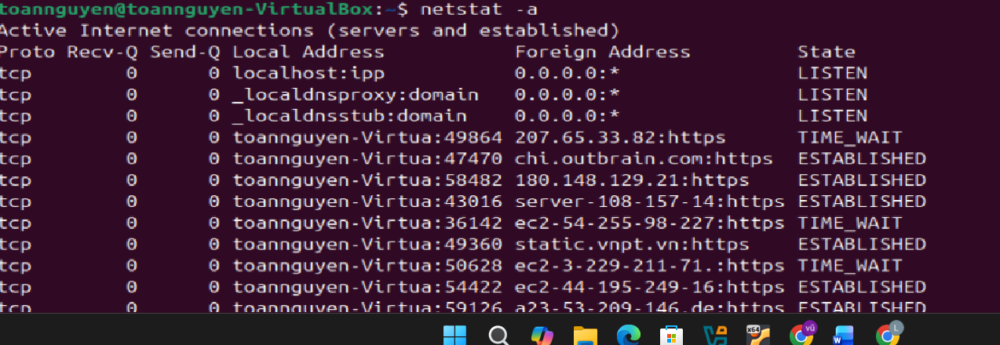 toannguyen@toannguyen-VirtualBox:~$ netstat -a
Active Internet connections (servers and established)
Proto Recv-Q Send-Q Local Address           Foreign Address         State
tcp        0      0 localhost:ipp           0.0.0.0:*               LISTEN
tcp        0      0 _localdnsproxy:domain   0.0.0.0:*               LISTEN
tcp        0      0 _localdnsstub:domain    0.0.0.0:*               LISTEN
tcp        0      0 toannguyen-Virtua:49864 207.65.33.82:https      TIME_WAIT
tcp        0      0 toannguyen-Virtua:47470 chi.outbrain.com:https  ESTABLISHED
tcp        0      0 toannguyen-Virtua:58482 180.148.129.21:https    ESTABLISHED
tcp        0      0 toannguyen-Virtua:43016 server-108-157-14:https ESTABLISHED
tcp        0      0 toannguyen-Virtua:36142 ec2-54-255-98-227:https TIME_WAIT
tcp        0      0 toannguyen-Virtua:49360 static.vnpt.vn:https    ESTABLISHED
tcp        0      0 toannguyen-Virtua:50628 ec2-3-229-211-71.:https TIME_WAIT
tcp        0      0 toannguyen-Virtua:54422 ec2-44-195-249-16:https ESTABLISHED
tcp        0      0 toannguyen-Virtua:59126 a23-53-209-146.de:https ESTABLISHED
x64 vũ W L